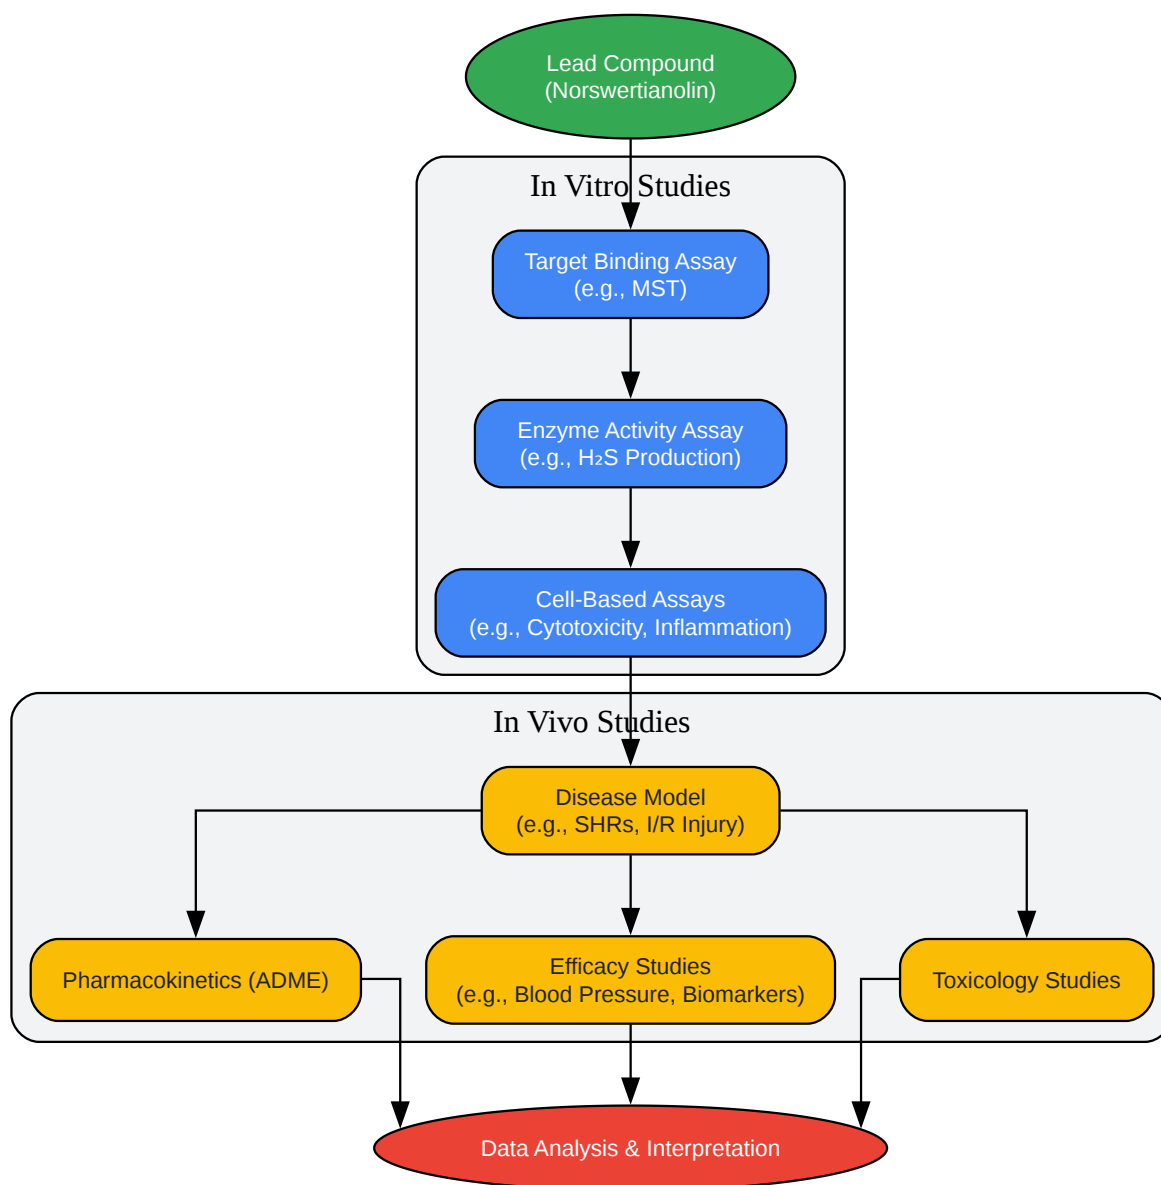 Lead Compound
(Norswertianolin)
In Vitro Studies
Target Binding Assay
(e.g., MST)
Enzyme Activity Assay
(e.g., H₂S Production)
Cell-Based Assays
(e.g., Cytotoxicity, Inflammation)
In Vivo Studies
Disease Model
(e.g., SHRs, I/R Injury)
Pharmacokinetics (ADME)
Efficacy Studies
(e.g., Blood Pressure, Biomarkers)
Toxicology Studies
Data Analysis & Interpretation